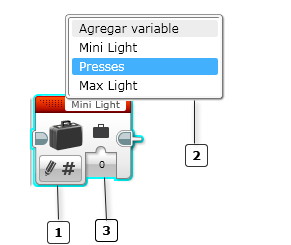 Agregar variable
Mini Light
Presses
Max Light
Mini Light
#
0
1
3
2